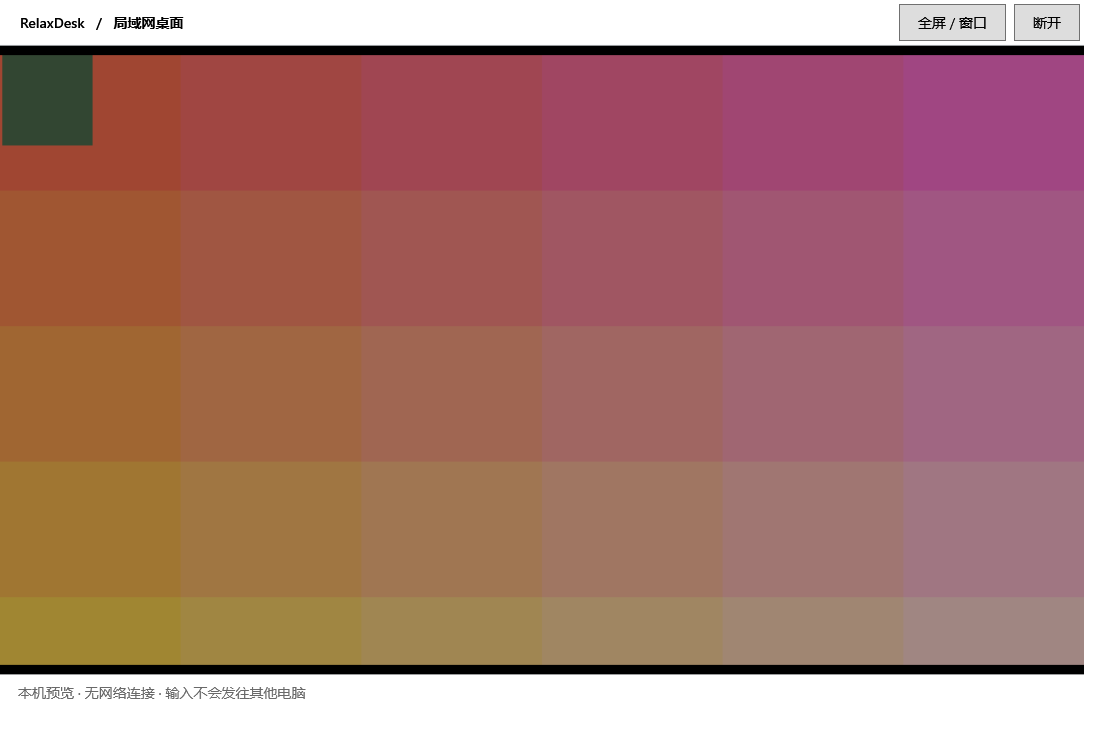 RelaxDesk / 局域网桌面
全屏 / 窗口
断开
本机预览 · 无网络连接 · 输入不会发往其他电脑